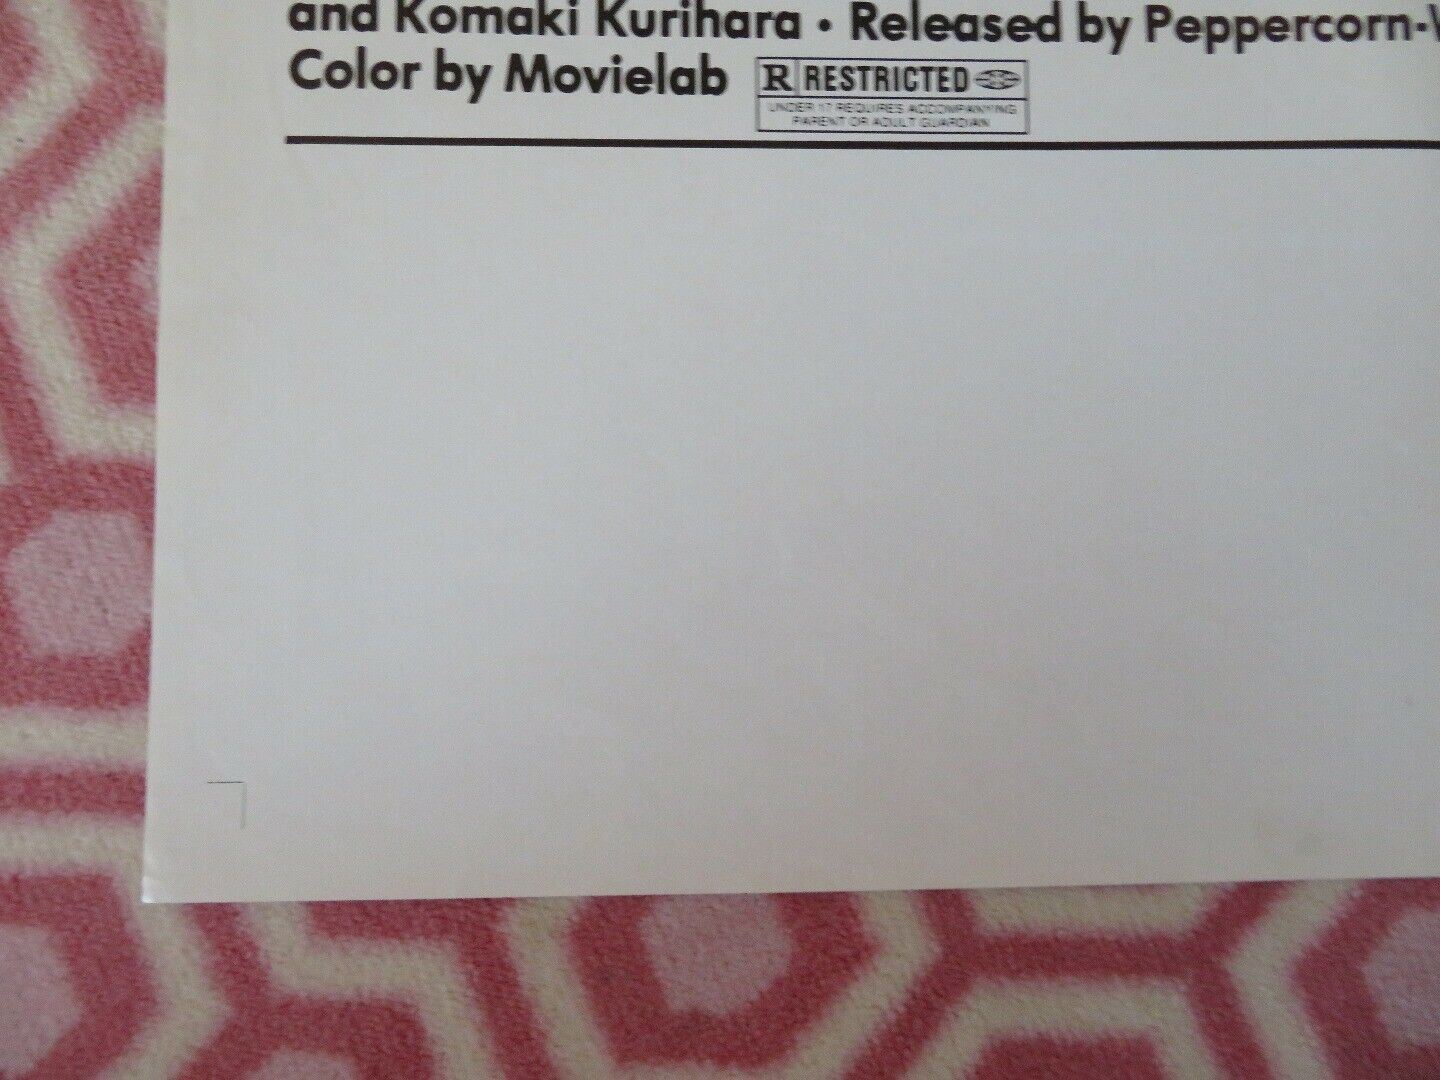 and Komaki Kurihara • Released by Peppercorn-
Color by Movielab
R RESTRICTED
UNDER 17 REQUIRES ACCOMPANYING
PARENT OR ADULT GUARDIAN